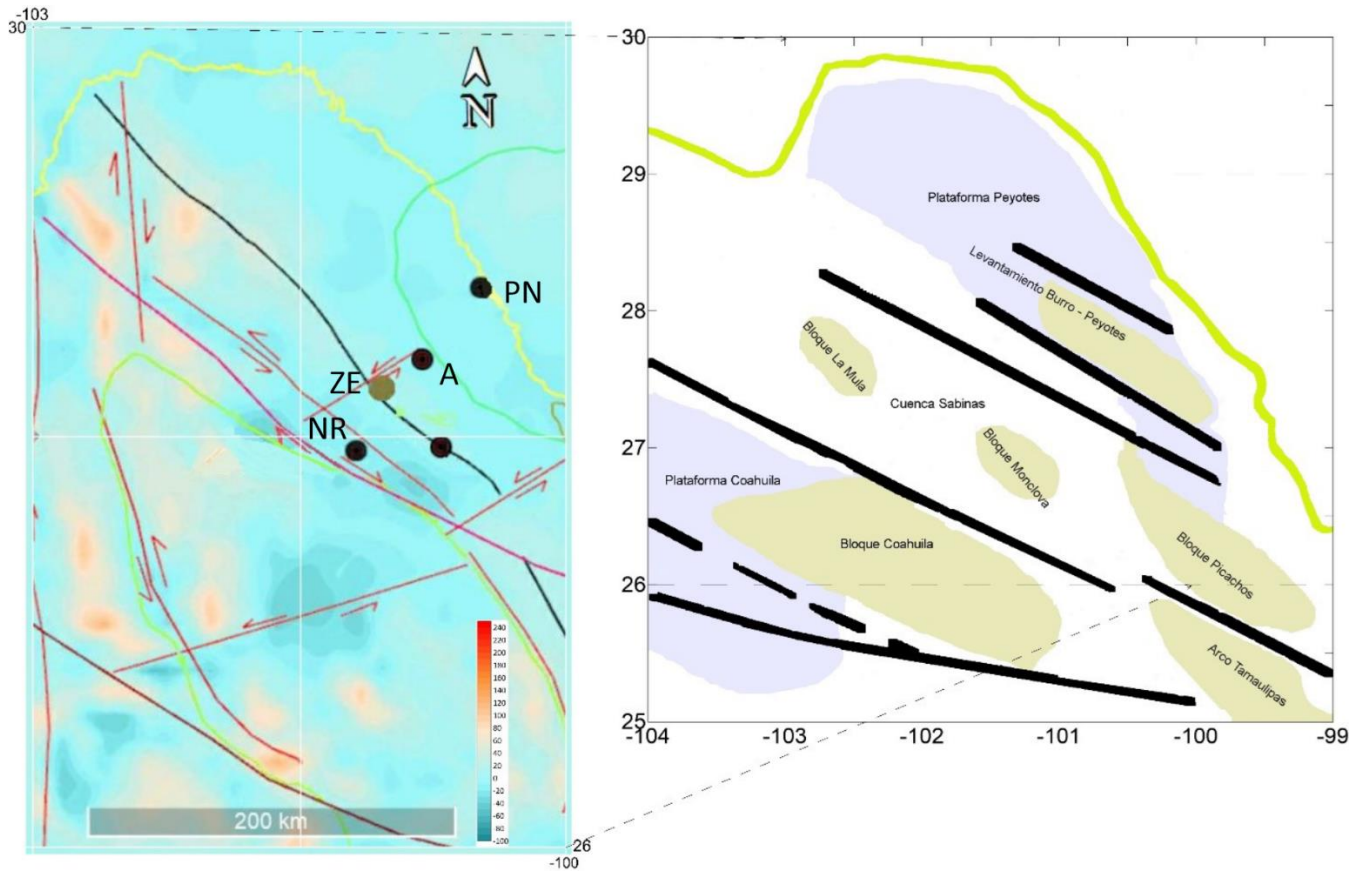 -103
30
N
PN
A
ZE
NR
240
220
200
180
160
140
120
100
80
60
40
20
0
-20
-40
-60
-80
-100
200 km
26
-100
30
29
28
27
26
25
-104
-103
-102
-101
-100
-99
Plataforma Peyotes
Levantamiento Burro - Peyotes
Bloque La Mula
Cuenca Sabinas
Bloque Monclova
Plataforma Coahuila
Bloque Coahuila
Bloque Picachos
Arco Tamaulipas